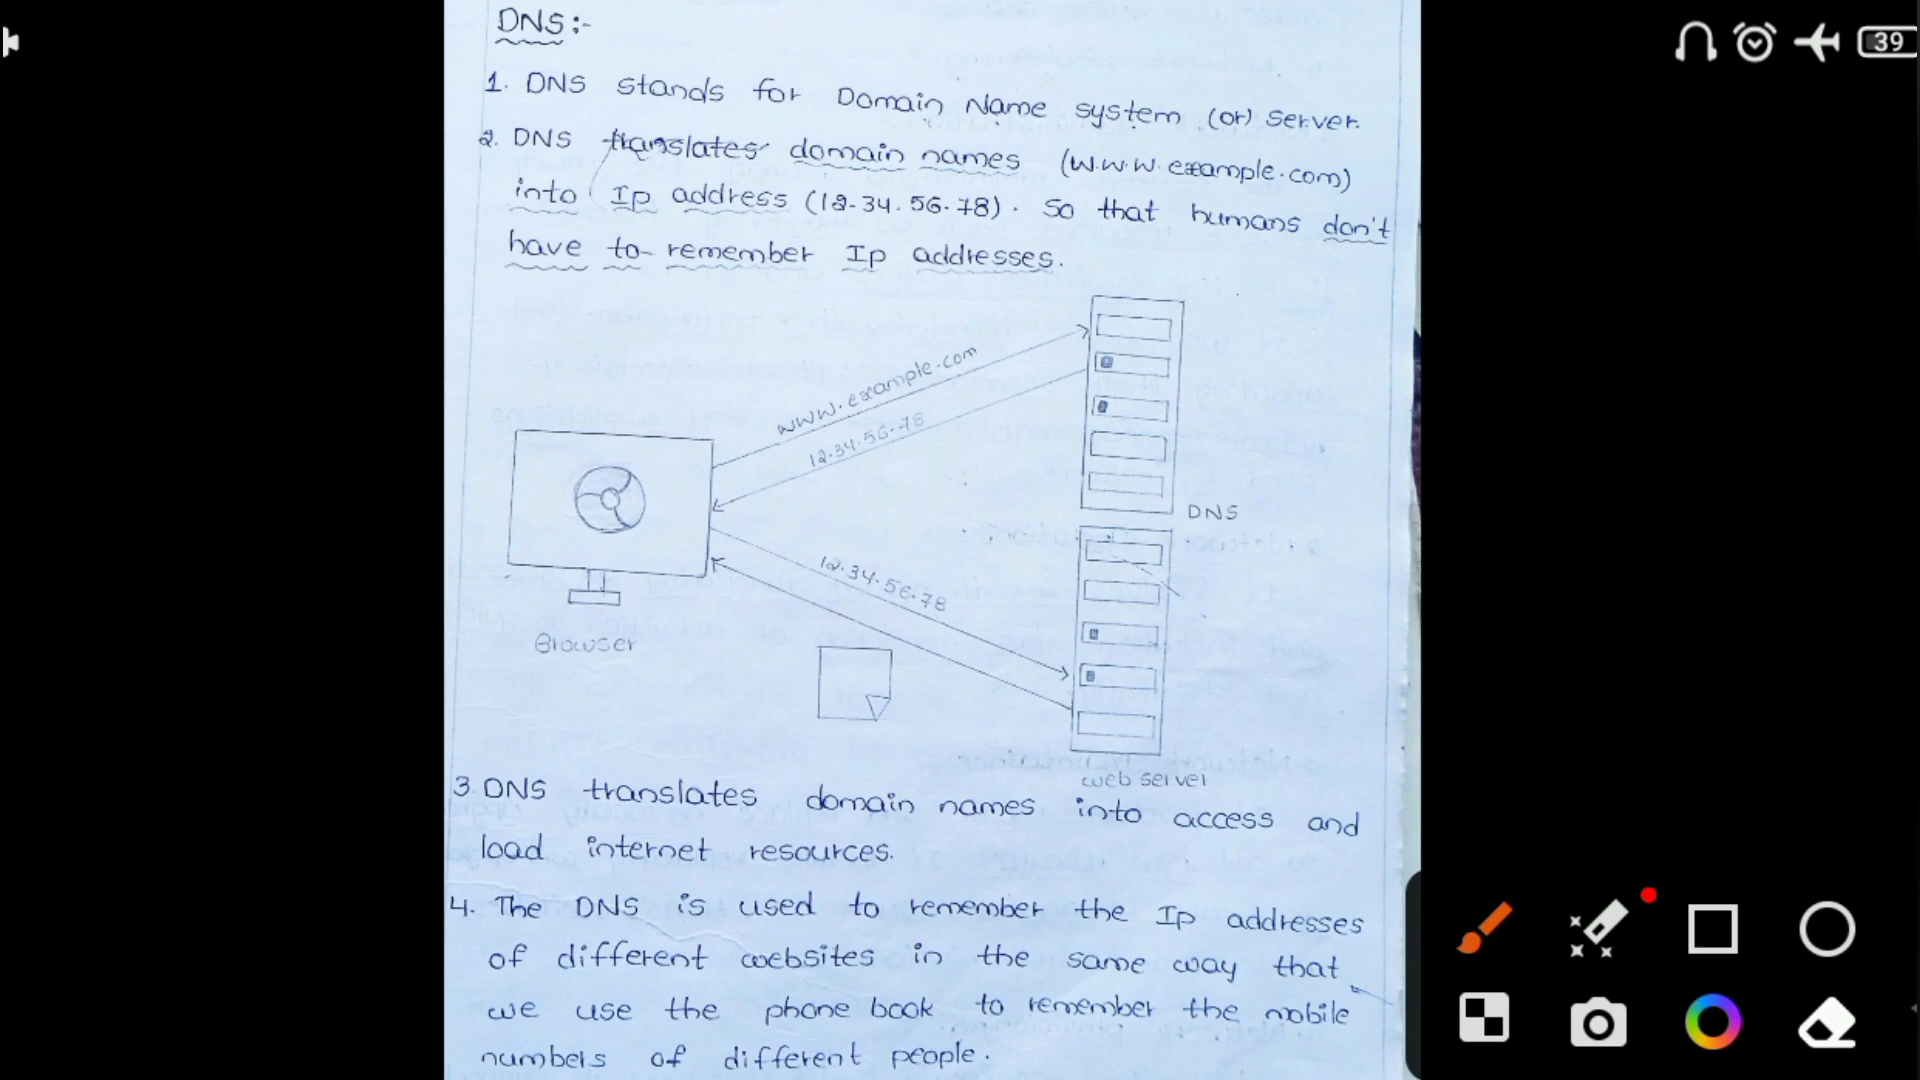 DNS:-
1. DNS stands for Domain Name system (or) server.
2. DNS translates domain names (w.w.w.example.com)
into Ip address (12.34.56.78). So that humans don't
have to remember Ip addresses.
www.example.com
12.34.56.78
DNS
12.34.56.78
Browser
web server
3. DNS translates domain names into access and
load internet resources.
4. The DNS is used to remember the Ip addresses
of different websites in the same way that
we use the phone book to remember the mobile
numbers of different people.
39